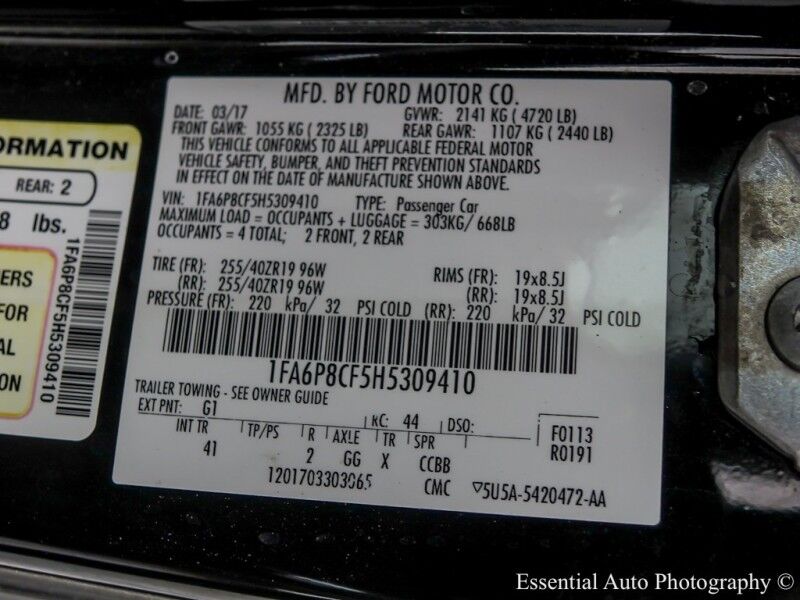 ORMATION
REAR: 2
8 lbs.
ERS
FOR
AL
ON
1FA6P8CF5H5309410
MFD. BY FORD MOTOR CO.
DATE: 03/17 GVWR: 2141 KG ( 4720 LB)
FRONT GAWR: 1055 KG ( 2325 LB) REAR GAWR: 1107 KG ( 2440 LB)
THIS VEHICLE CONFORMS TO ALL APPLICABLE FEDERAL MOTOR
VEHICLE SAFETY, BUMPER, AND THEFT PREVENTION STANDARDS
IN EFFECT ON THE DATE OF MANUFACTURE SHOWN ABOVE.
VIN: 1FA6P8CF5H5309410 TYPE: Passenger Car
MAXIMUM LOAD = OCCUPANTS + LUGGAGE = 303KG/ 668LB
OCCUPANTS = 4 TOTAL; 2 FRONT, 2 REAR
TIRE (FR): 255/40ZR19 96W RIMS (FR): 19x8.5J
(RR): 255/40ZR19 96W (RR): 19x8.5J
PRESSURE (FR): 220 kPa/ 32 PSI COLD (RR): 220 kPa/ 32 PSI COLD
1FA6P8CF5H5309410
TRAILER TOWING - SEE OWNER GUIDE
EXT PNT: G1 RC: 44 DSO: F0113
INT TR TP/PS R AXLE TR SPR R0191
41 2 GG X CCBB
1201703303065 CMC ▽5U5A-5420472-AA
Essential Auto Photography ©